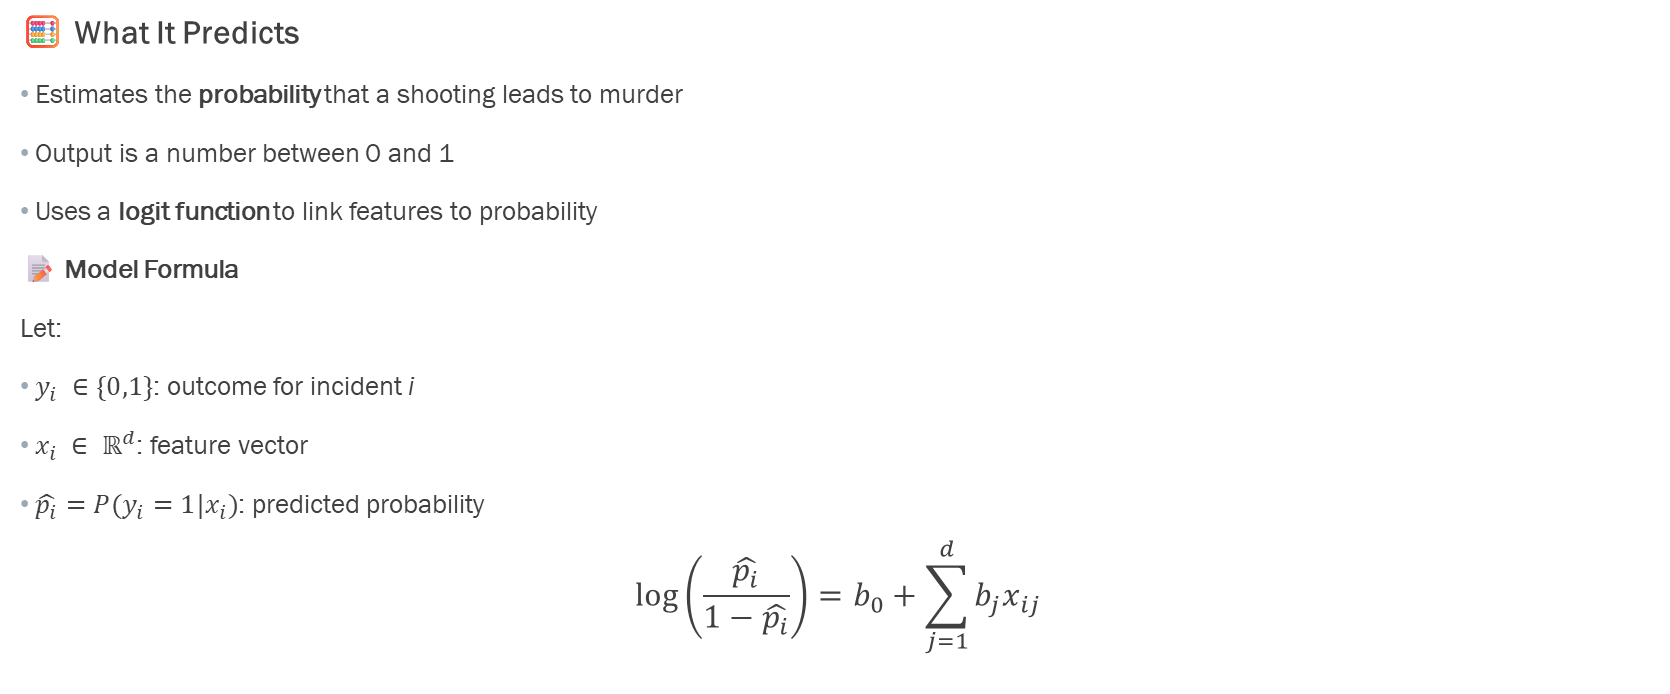 What It Predicts
• Estimates the probability that a shooting leads to murder
• Output is a number between 0 and 1
• Uses a logit function to link features to probability
Model Formula
Let:
• yᵢ ∈ {0,1}: outcome for incident i
• xᵢ ∈ ℝᵈ: feature vector
• p̂ᵢ = P(yᵢ = 1|xᵢ): predicted probability
log(p̂ᵢ / (1 − p̂ᵢ)) = b₀ + ∑_{j=1}^{d} bⱼxᵢⱼ